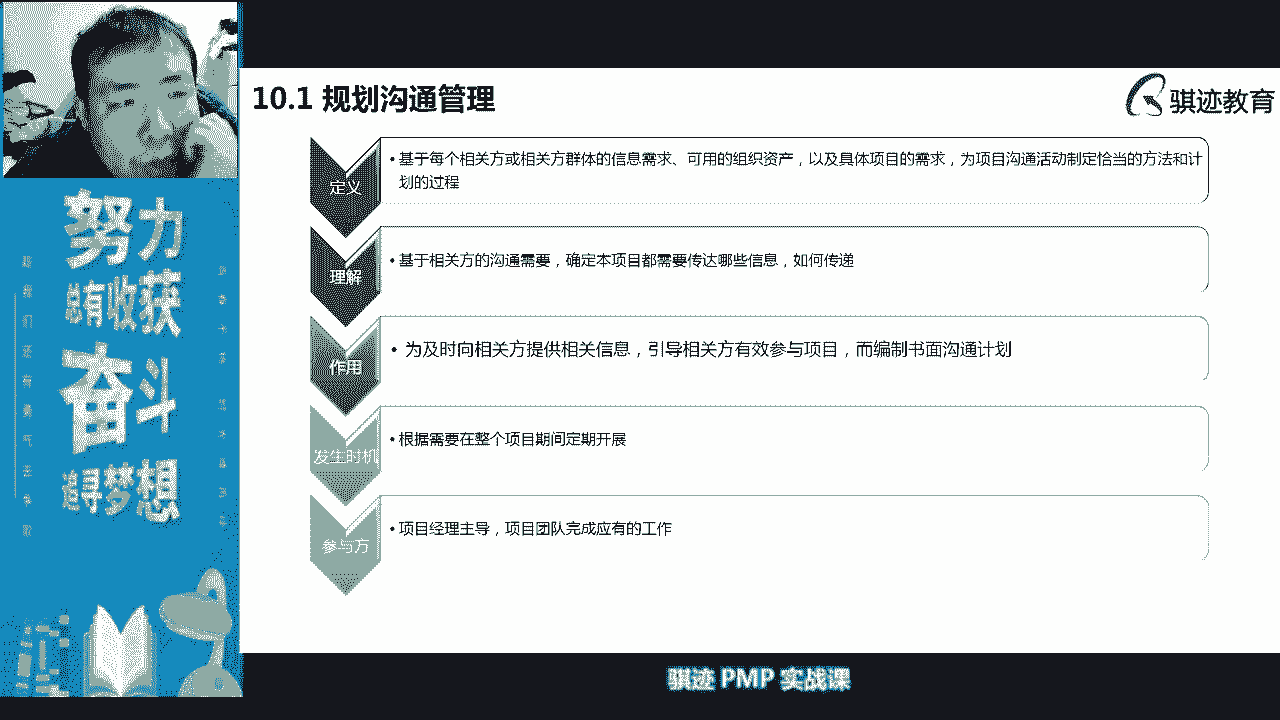 努力
总有收获
奋斗
追寻梦想
10.1 规划沟通管理
骐迹教育
定义
• 基于每个相关方或相关方群体的信息需求、可用的组织资产，以及具体项目的需求，为项目沟通活动制定恰当的方法和计
划的过程
理解
• 基于相关方的沟通需要，确定本项目都需要传达哪些信息，如何传递
作用
• 为及时向相关方提供相关信息，引导相关方有效参与项目，而编制书面沟通计划
发生时机
• 根据需要在整个项目期间定期开展
参与方
• 项目经理主导，项目团队完成应有的工作
骐迹 PMP 实战课